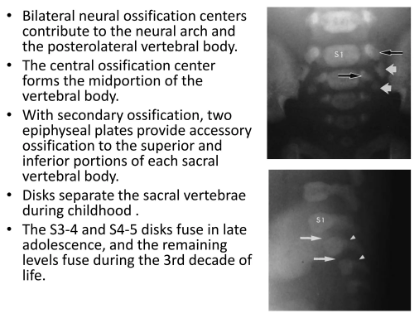 • Bilateral neural ossification centers
contribute to the neural arch and
the posterolateral vertebral body.
• The central ossification center
forms the midportion of the
vertebral body.
• With secondary ossification, two
epiphyseal plates provide accessory
ossification to the superior and
inferior portions of each sacral
vertebral body.
• Disks separate the sacral vertebrae
during childhood .
• The S3-4 and S4-5 disks fuse in late
adolescence, and the remaining
levels fuse during the 3rd decade of
life.
S1
S1